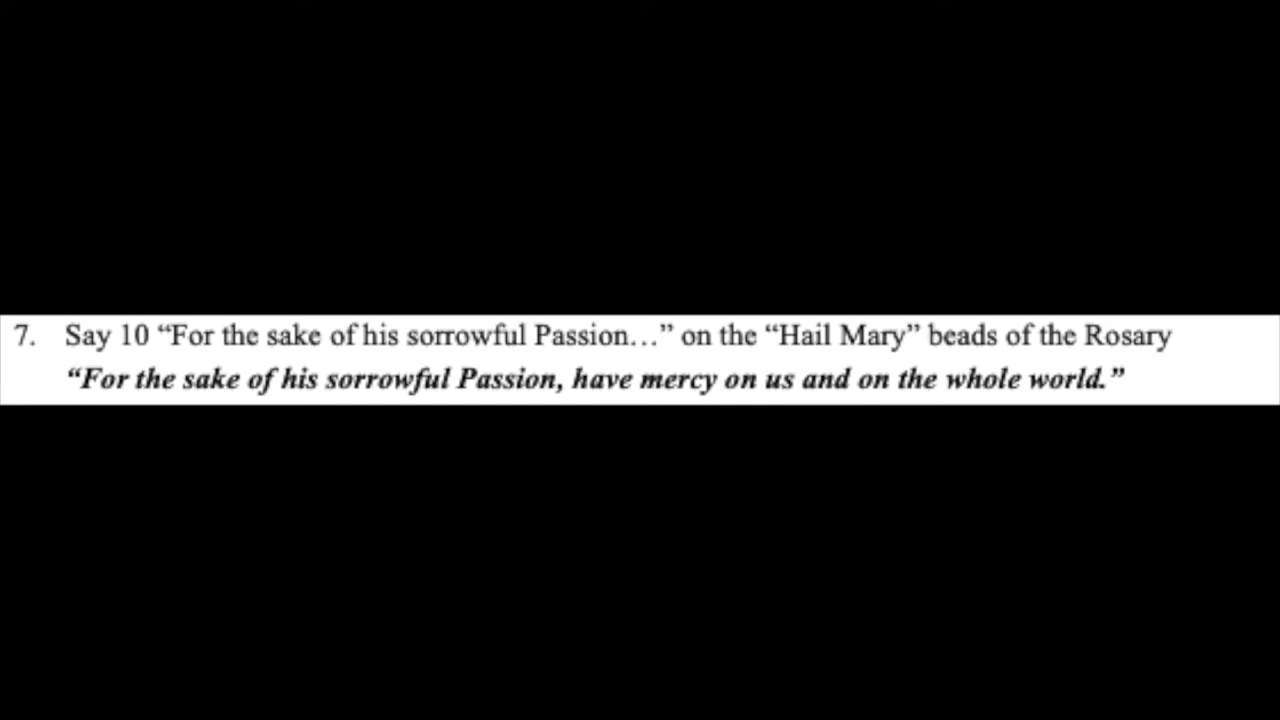 7. Say 10 “For the sake of his sorrowful Passion…” on the “Hail Mary” beads of the Rosary
“For the sake of his sorrowful Passion, have mercy on us and on the whole world.”